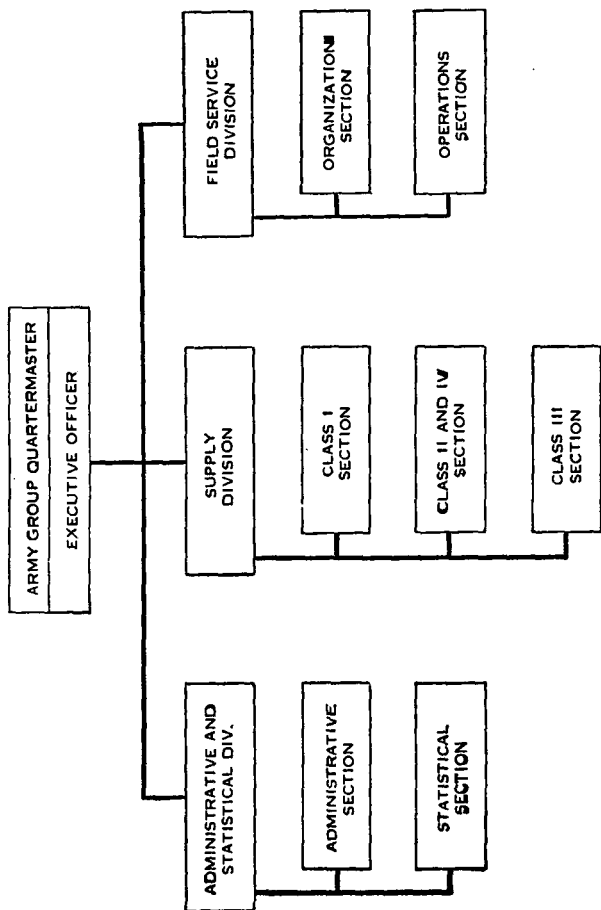 ARMY GROUP QUARTERMASTER
EXECUTIVE OFFICER
ADMINISTRATIVE AND
STATISTICAL DIV.
ADMINISTRATIVE
SECTION
STATISTICAL
SECTION
SUPPLY
DIVISION
CLASS I
SECTION
CLASS II AND IV
SECTION
CLASS III
SECTION
FIELD SERVICE
DIVISION
ORGANIZATION
SECTION
OPERATIONS
SECTION